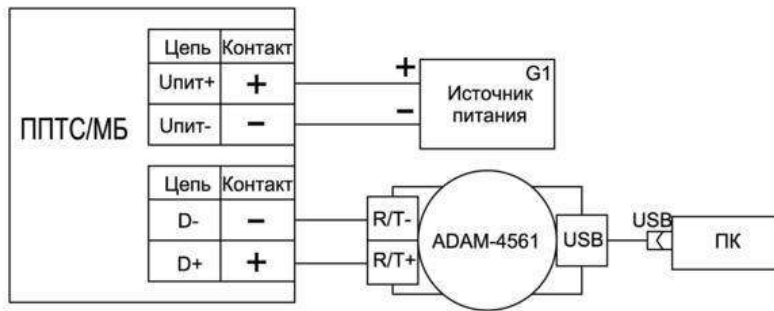 Цепь Контакт
Uпит+ +
Uпит- −
ППТС/МБ
Цепь Контакт
D- −
D+ +
+
−
G1
Источник
питания
R/T-
R/T+
ADAM-4561
USB
USB
ПК